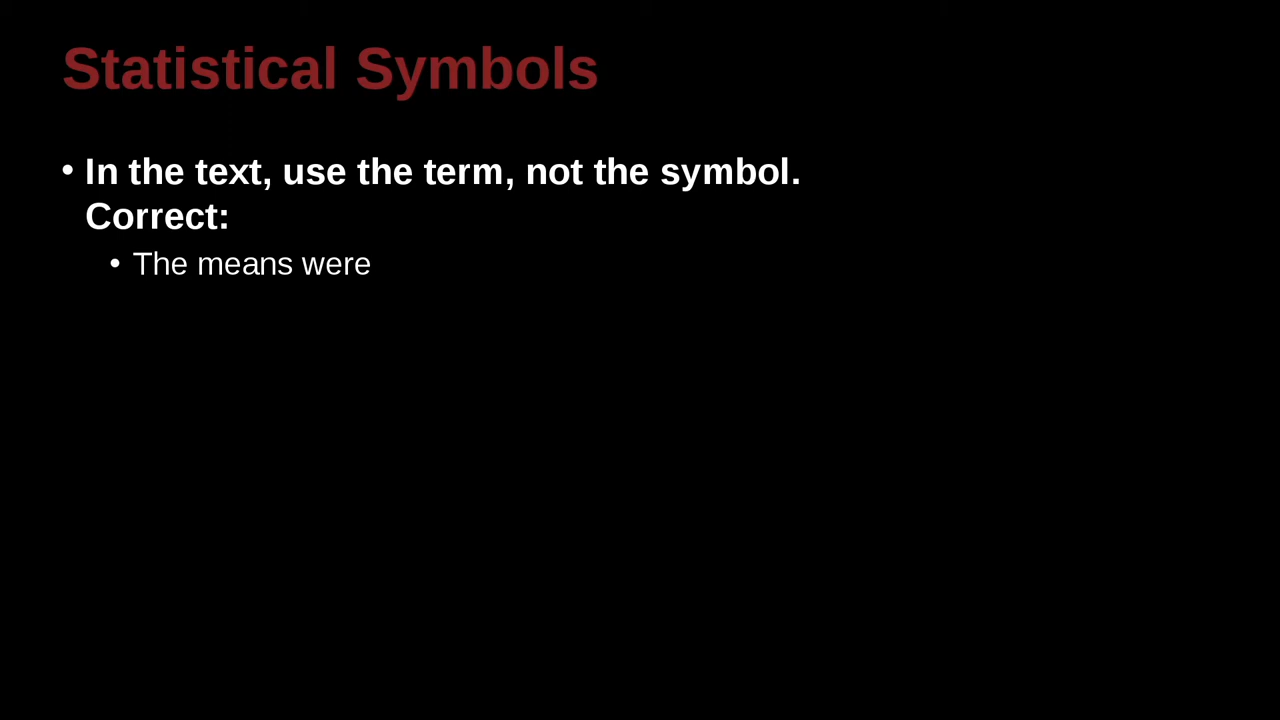 Statistical Symbols
• In the text, use the term, not the symbol.
Correct:
• The means were